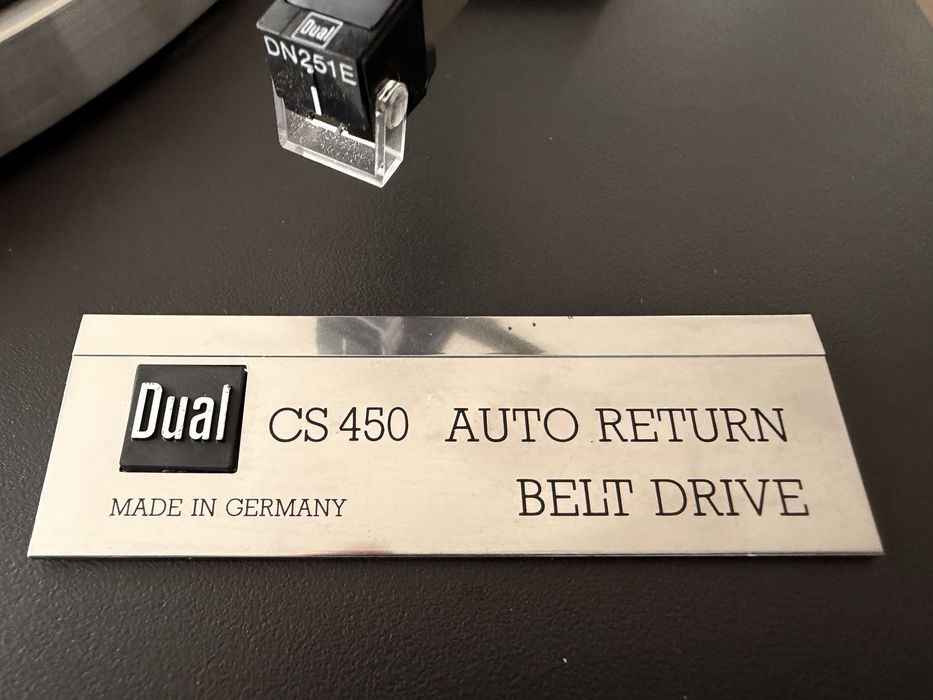 Dual
DN251E
Dual CS 450 AUTO RETURN
MADE IN GERMANY BELT DRIVE